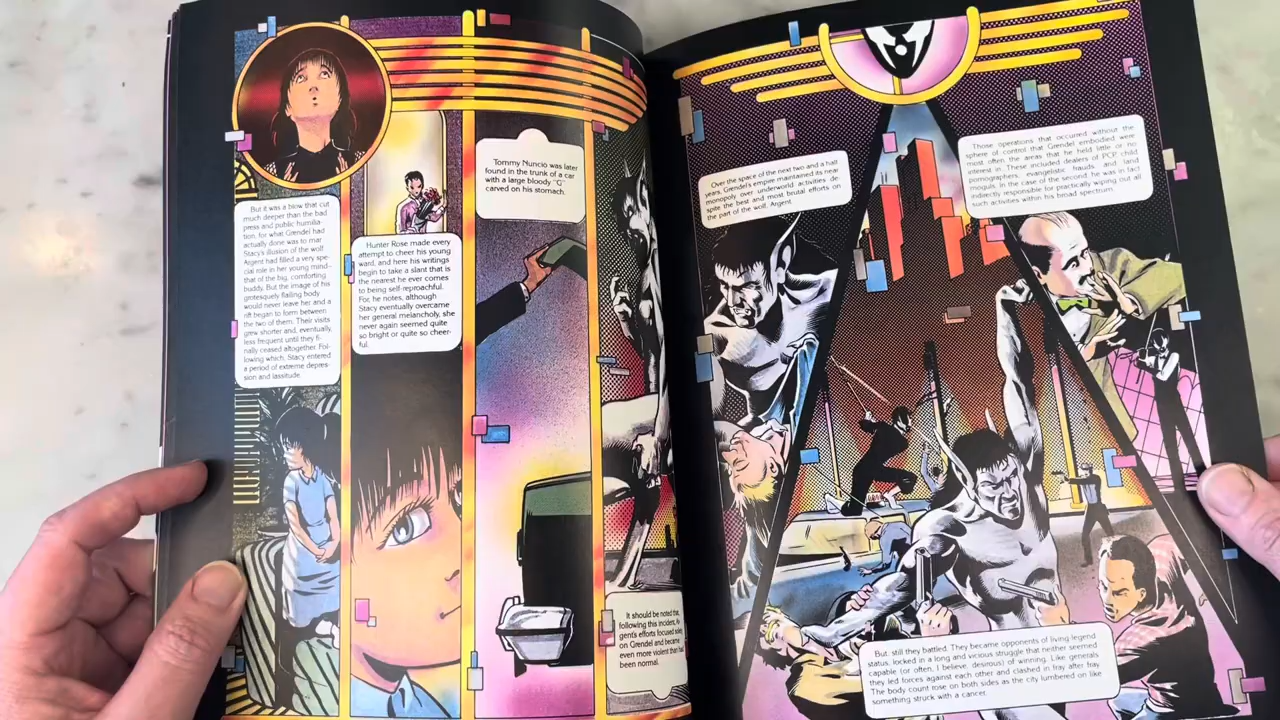 But it was a blow that cut
much deeper than the bad
press and public humilia-
tion, for what Grendel had
actually done was to mar
Stacy's illusion of the wolf.
Argent had filled a very spe-
cial role in her young mind—
that of the big, comforting
buddy. But the image of his
grotesquely flailing body
would never leave her and a
rift began to form between
the two of them. Their visits
grew shorter and, eventually,
less frequent until they fi-
nally ceased altogether. Fol-
lowing which, Stacy entered
a period of extreme depres-
sion and lassitude.
Hunter Rose made every
attempt to cheer his young
ward, and here his writings
begin to take a slant that is
the nearest he ever comes
to being self-reproachful.
For, he notes, although
Stacy eventually overcame
her general melancholy, she
never again seemed quite
so bright or quite so cheer-
ful.
Tommy Nuncio was later
found in the trunk of a car
with a large bloody "G"
carved on his stomach.
It should be noted that,
following this incident, Ar-
gent's efforts focused solely
on Grendel and became
even more violent than had
been normal.
Over the space of the next two and a half
years, Grendel's empire maintained its near
monopoly over underworld activities de-
spite the best and most brutal efforts on
the part of the wolf, Argent.
Those operations that occurred without the
sphere of control that Grendel embodied were
most often the areas that he held little or no
interest in. These included dealers of PCP, child
pornographers, evangelistic frauds and land
moguls. In the case of the second, he was in fact
indirectly responsible for practically wiping out all
such activities within his broad spectrum.
But, still they battled. They became opponents of living legend
status, locked in a long and vicious struggle that neither seemed
capable (or often, I believe, desirous) of winning. Like generals
they led forces against each other and clashed in fray after fray.
The body count rose on both sides as the city lumbered on like
something struck with a cancer.